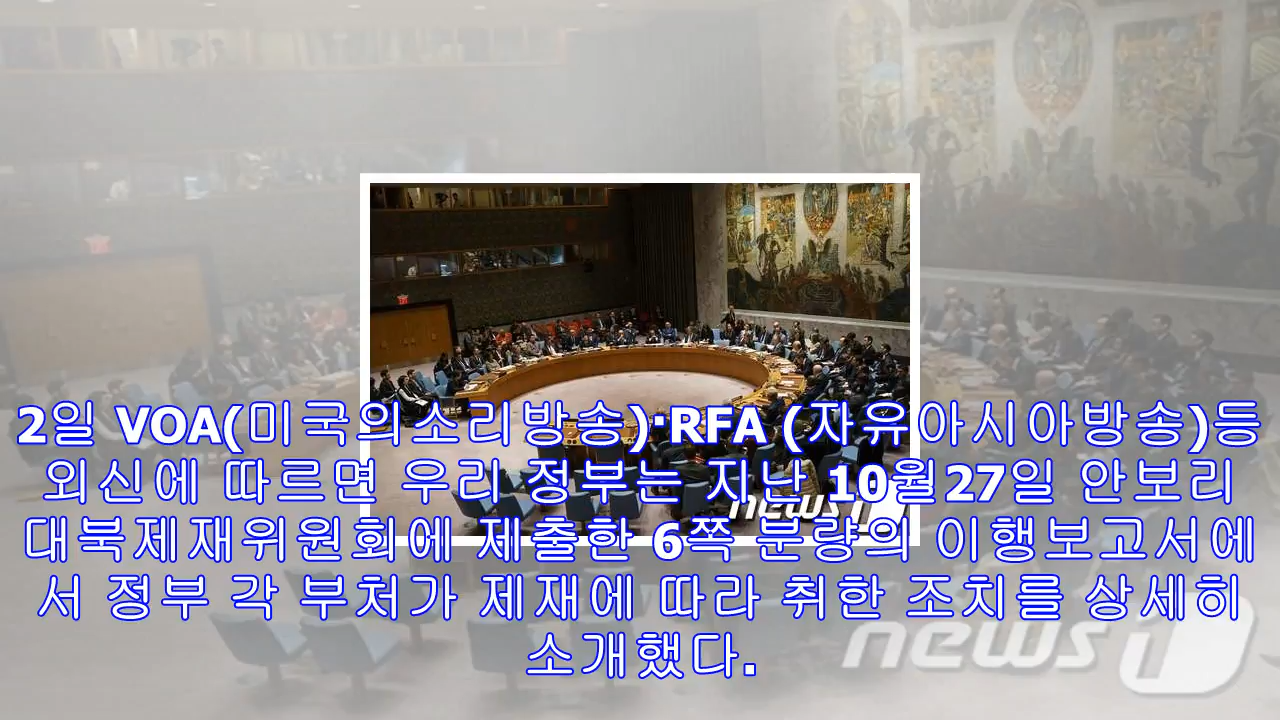 2일 VOA(미국의소리방송)·RFA (자유아시아방송)등
외신에 따르면 우리 정부는 지난 10월27일 안보리
대북제재위원회에 제출한 6쪽 분량의 이행보고서에
서 정부 각 부처가 제재에 따라 취한 조치를 상세히
소개했다.
news1
news1